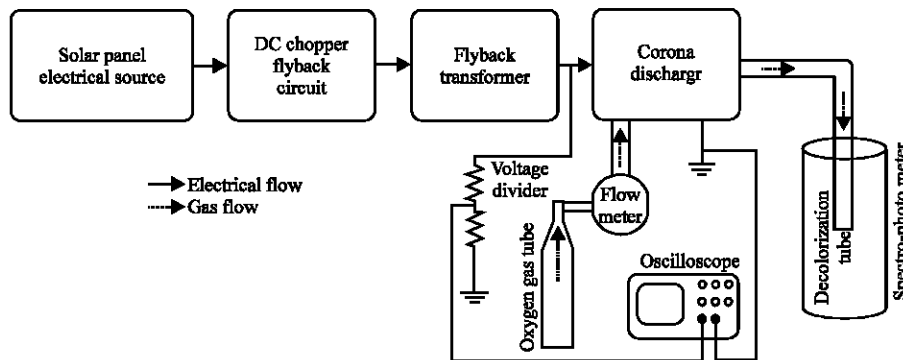 Solar panel
electrical source
DC chopper
flyback
circuit
Flyback
transformer
Corona
dischargr
Electrical flow
Gas flow
Voltage
divider
Flow
meter
Oxygen gas tube
Oscilloscope
Decolorization
tube
Spectro-photo meter